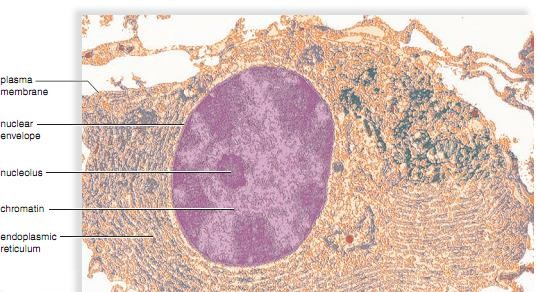 plasma
membrane
nuclear
envelope
nucleolus
chromatin
endoplasmic
reticulum